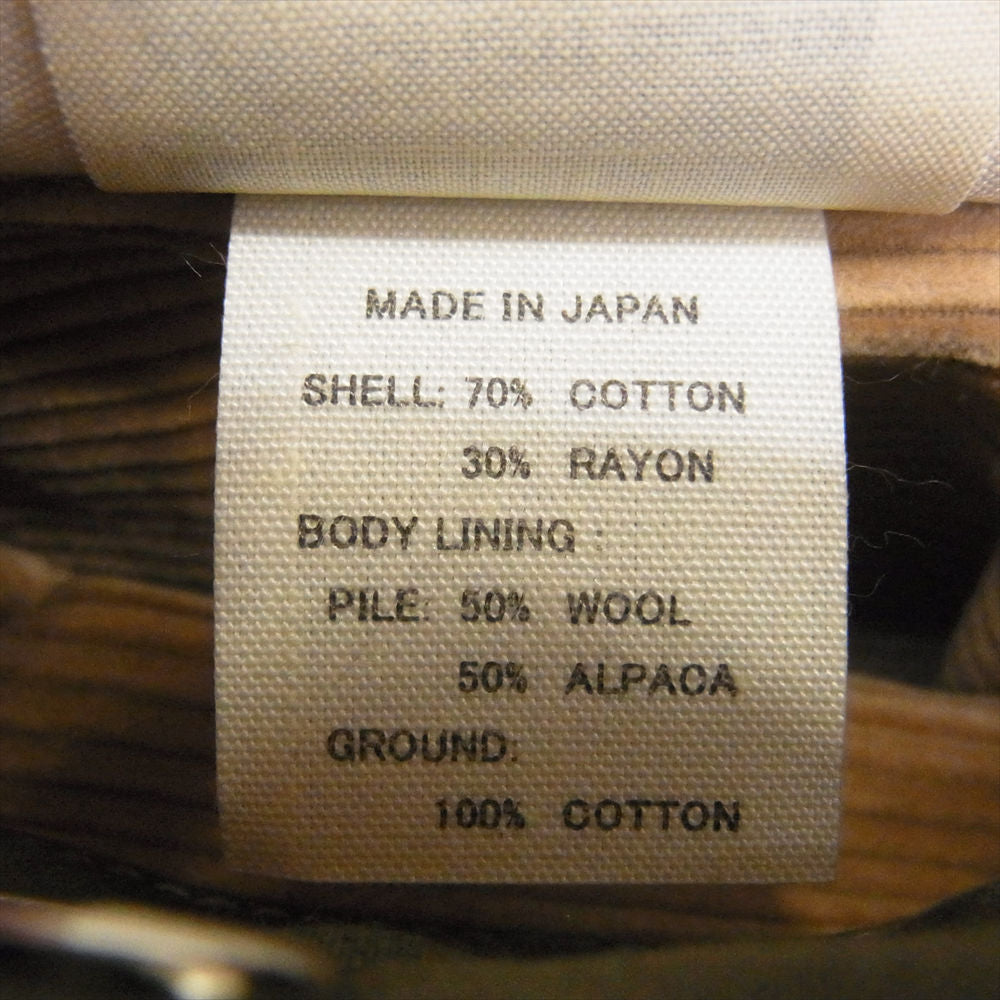 MADE IN JAPAN
SHELL: 70% COTTON
30% RAYON
BODY LINING :
PILE: 50% WOOL
50% ALPACA
GROUND:
100% COTTON